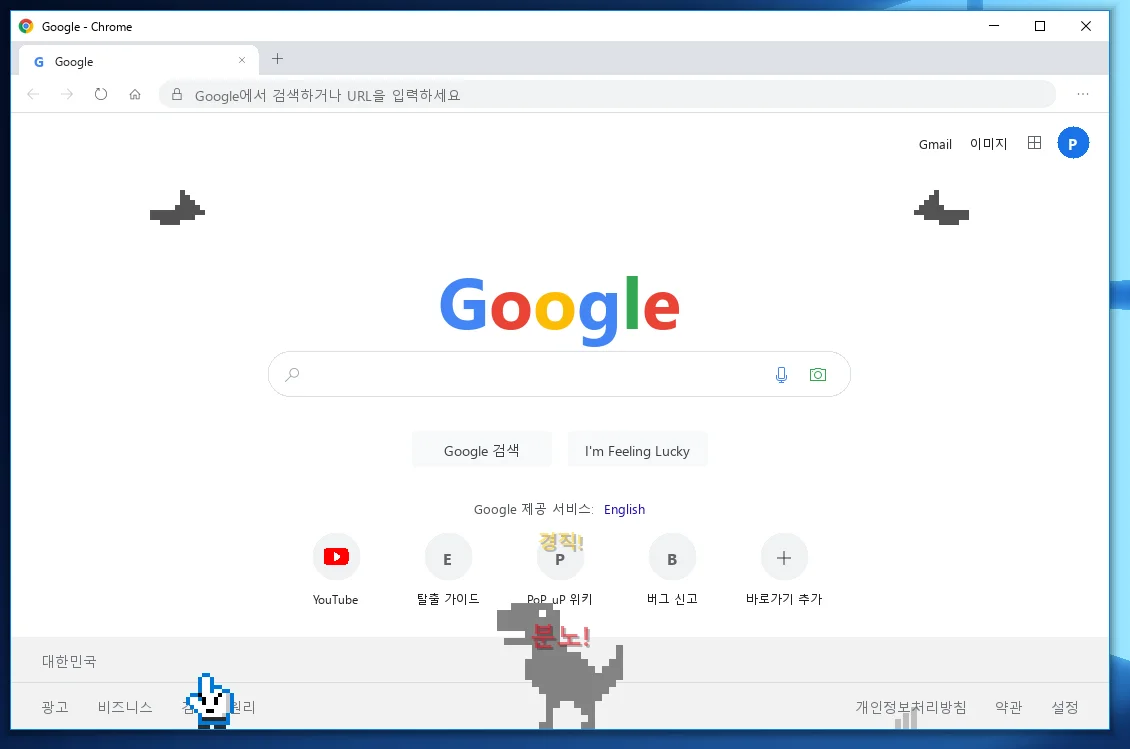 Google - Chrome
Google
Google에서 검색하거나 URL을 입력하세요
Gmail 이미지 P
Google
Google 검색 I'm Feeling Lucky
Google 제공 서비스: English
경직!
E P B
YouTube 탈출 가이드 PoP_uP 위키 버그 신고 바로가기 추가
분노!
대한민국
광고 비즈니스 개인정보처리방침 약관 설정